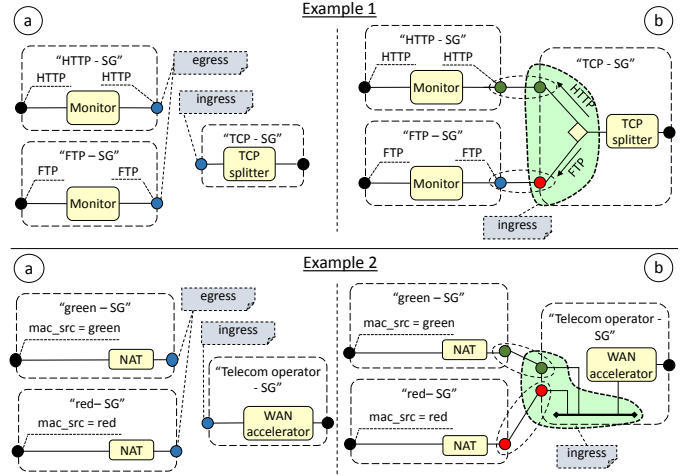 Example 1
a
"HTTP - SG"
HTTP
HTTP
Monitor
egress
ingress
"TCP - SG"
TCP
splitter
"FTP – SG"
FTP
FTP
Monitor
b
"HTTP - SG"
HTTP
HTTP
Monitor
"TCP - SG"
HTTP
FTP
TCP
splitter
"FTP – SG"
FTP
FTP
Monitor
ingress
Example 2
a
"green – SG"
mac_src = green
NAT
egress
ingress
"Telecom operator
- SG"
WAN
accelerator
"red– SG"
mac_src = red
NAT
b
"green – SG"
mac_src = green
NAT
"Telecom operator -
SG"
WAN
accelerator
"red–SG"
mac_src = red
NAT
ingress